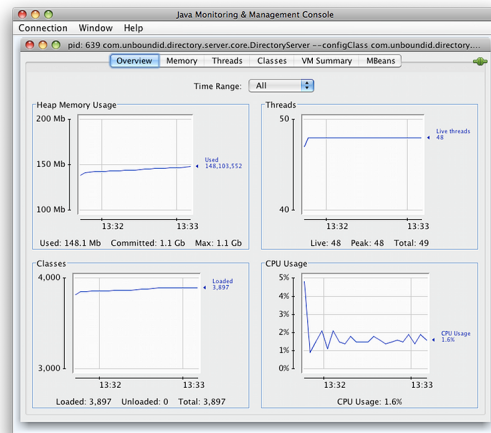 Java Monitoring & Management Console
Connection Window Help
pid: 639 com.unboundid.directory.server.core.DirectoryServer --configClass com.unboundid.directory....
Overview Memory Threads Classes VM Summary MBeans
Time Range: All
Heap Memory Usage
200 Mb
150 Mb
100 Mb
Used
148,103,552
13:32 13:33
Used: 148.1 Mb Committed: 1.1 Gb Max: 1.1 Gb
Threads
50
40
Live threads
48
13:32 13:33
Live: 48 Peak: 48 Total: 49
Classes
4,000
3,000
Loaded
3,897
13:32 13:33
Loaded: 3,897 Unloaded: 0 Total: 3,897
CPU Usage
5%
4%
3%
2%
1%
0%
CPU Usage
1.6%
13:32 13:33
CPU Usage: 1.6%